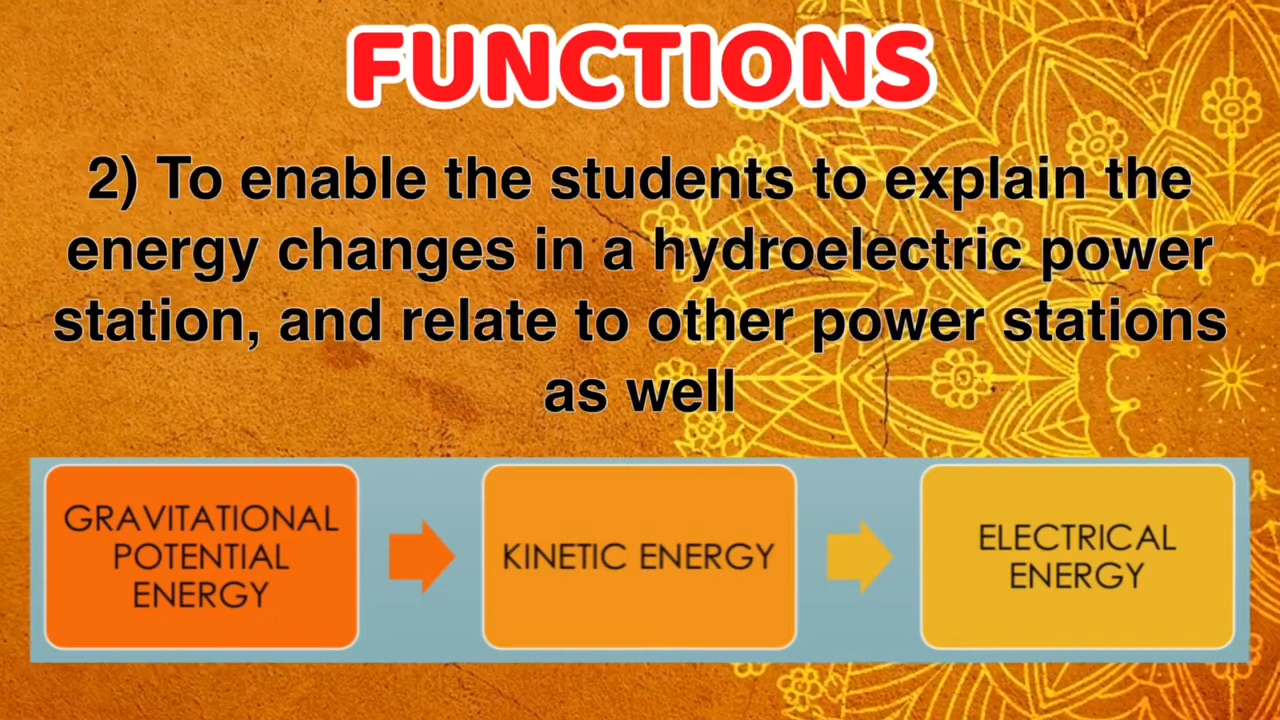 FUNCTIONS
2) To enable the students to explain the
energy changes in a hydroelectric power
station, and relate to other power stations
as well
GRAVITATIONAL
POTENTIAL
ENERGY
KINETIC ENERGY
ELECTRICAL
ENERGY